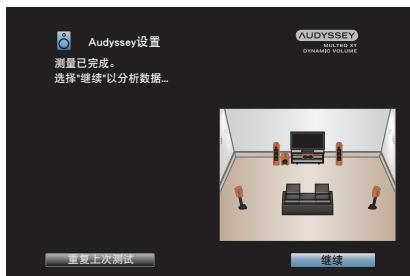 Audyssey设置
AUDYSSEY
MULTEQ XT
DYNAMIC VOLUME
测量已完成。
选择"继续"以分析数据...
重复上次测试
继续